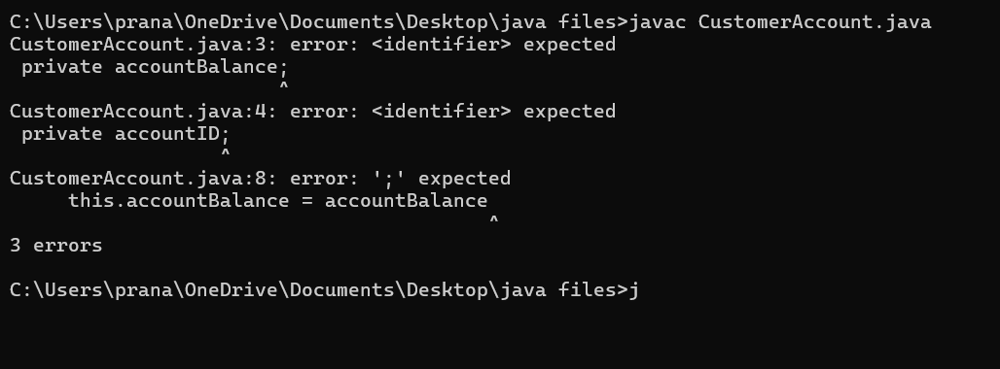 C:\Users\prana\OneDrive\Documents\Desktop\java files>javac CustomerAccount.java
CustomerAccount.java:3: error: <identifier> expected
 private accountBalance;
                       ^
CustomerAccount.java:4: error: <identifier> expected
 private accountID;
                  ^
CustomerAccount.java:8: error: ';' expected
     this.accountBalance = accountBalance
                                         ^
3 errors
C:\Users\prana\OneDrive\Documents\Desktop\java files>j